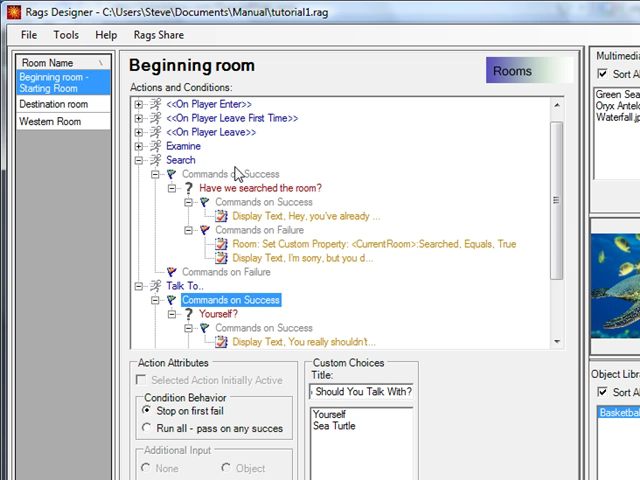 Rags Designer - C:\Users\Steve\Documents\Manual\tutorial1.rag
File Tools Help Rags Share
Room Name
Beginning room -
Starting Room
Destination room
Western Room
Beginning room
Rooms
Actions and Conditions:
<<On Player Enter>>
<<On Player Leave First Time>>
<<On Player Leave>>
Examine
Search
Commands on Success
Have we searched the room?
Commands on Success
Display Text, Hey, you've already ...
Commands on Failure
Room: Set Custom Property: <CurrentRoom>:Searched, Equals, True
Display Text, I'm sorry, but you d...
Commands on Failure
Talk To..
Commands on Success
Yourself?
Commands on Success
Display Text, You really shouldn't...
Action Attributes
Selected Action Initially Active
Condition Behavior
Stop on first fail
Run all - pass on any succes
Additional Input
None Object
Custom Choices
Title:
Should You Talk With?
Yourself
Sea Turtle
Multimedi
Sort Al
Green Sea
Oryx Antelo
Waterfall.jp
Object Libra
Sort Al
Basketba